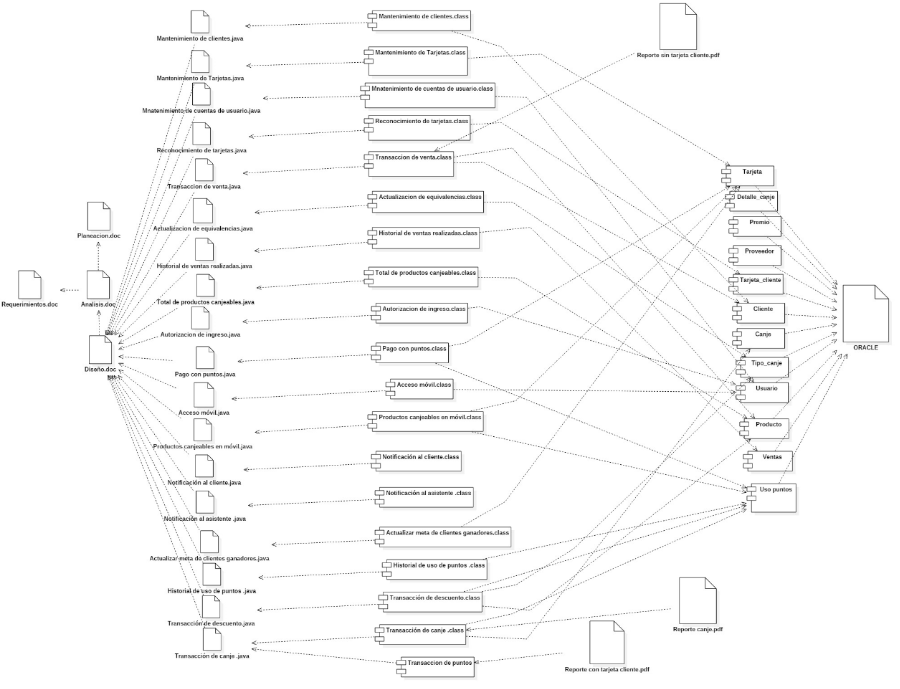 Mantenimiento de clientes.java
Mantenimiento de Tarjetas.java
Mnatenimiento de cuentas de usuario.java
Reconocimiento de tarjetas.java
Transaccion de venta.java
Actualizacion de equivalencias.java
Historial de ventas realizadas.java
Total de productos canjeables.java
Autorizacion de ingreso.java
Pago con puntos.java
Acceso móvil.java
Productos canjeables en móvil.java
Notificación al cliente.java
Notificación al asistente .java
Actualizar meta de clientes ganadores.java
Historial de uso de puntos .java
Transacción de descuento.java
Transacción de canje .java
Planeacion.doc
Requerimientos.doc
Analisis.doc
Diseño.doc
Mantenimiento de clientes.class
Mantenimiento de Tarjetas.class
Mnatenimiento de cuentas de usuario.class
Reconocimiento de tarjetas.class
Transaccion de venta.class
Actualizacion de equivalencias.class
Historial de ventas realizadas.class
Total de productos canjeables.class
Autorizacion de ingreso.class
Pago con puntos.class
Acceso móvil.class
Productos canjeables en móvil.class
Notificación al cliente.class
Notificación al asistente .class
Actualizar meta de clientes ganadores.class
Historial de uso de puntos .class
Transacción de descuento.class
Transacción de canje .class
Transaccion de puntos
Reporte sin tarjeta cliente.pdf
Tarjeta
Detalle_canje
Premio
Proveedor
Tarjeta_cliente
Cliente
Canje
Tipo_canje
Usuario
Producto
Ventas
Uso puntos
ORACLE
Reporte canje.pdf
Reporte con tarjeta cliente.pdf